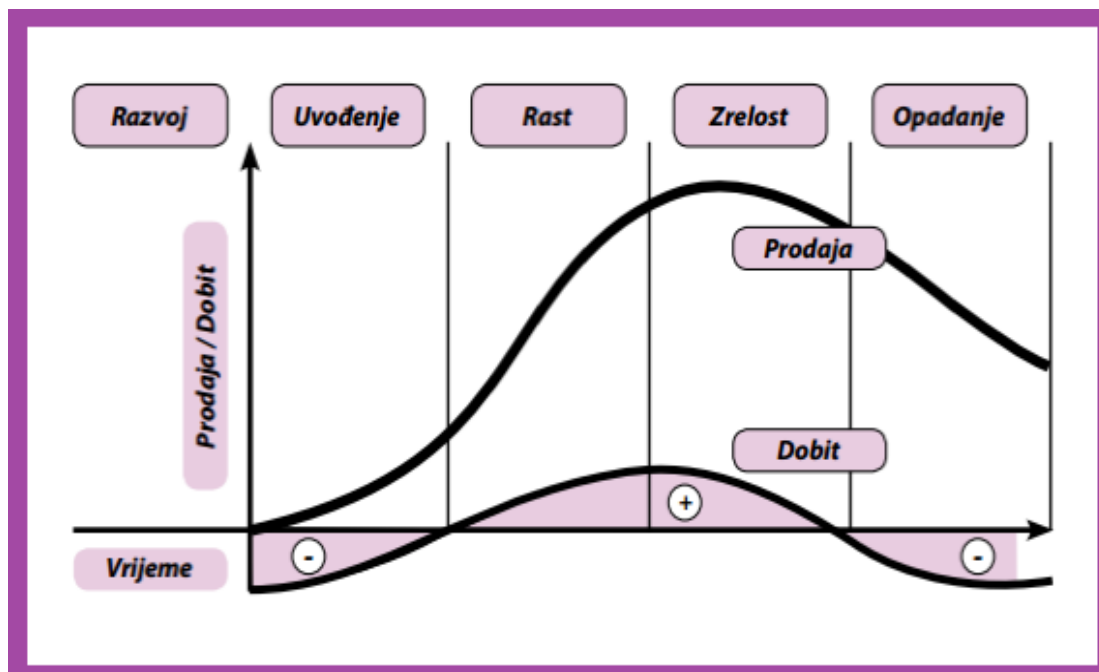 Razvoj
Uvođenje
Rast
Zrelost
Opadanje
Prodaja / Dobit
Prodaja
Dobit
+
-
-
Vrijeme